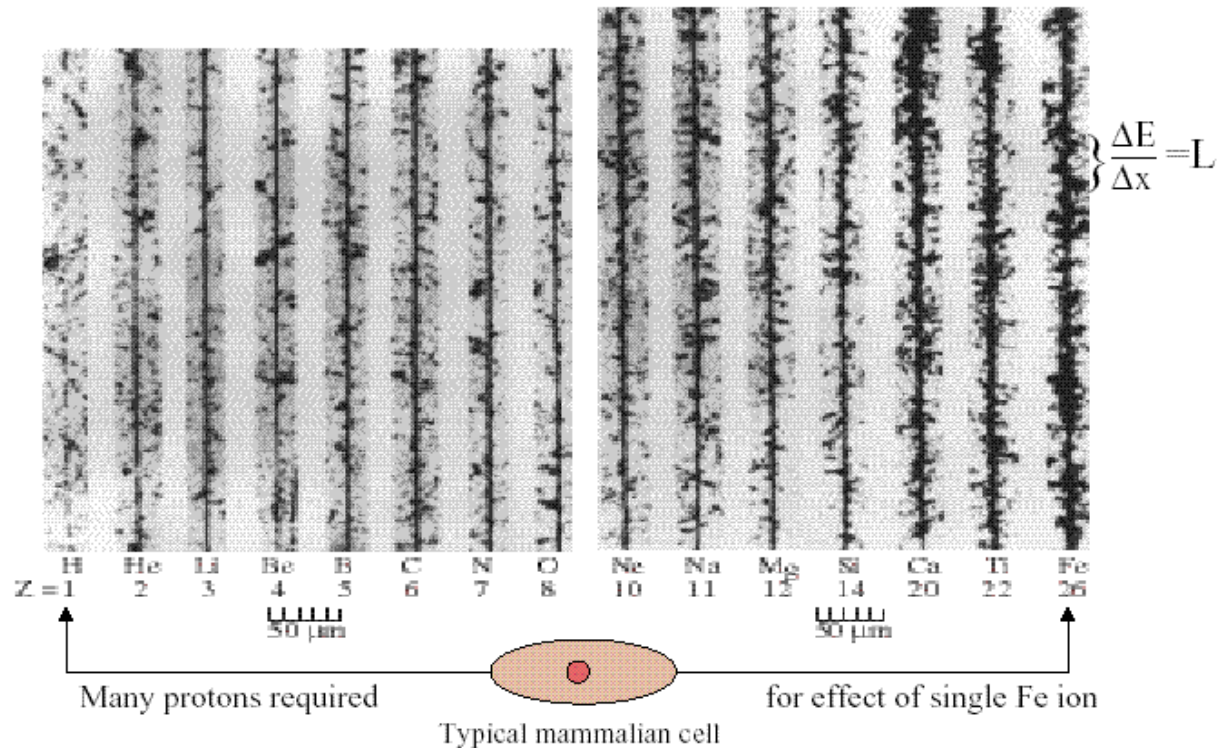 ΔE/Δx = L
H He Li Be B C N O Ne Na Mg Si Ca Ti Fe
Z = 1 2 3 4 5 6 7 8 10 11 12 14 20 22 26
50 μm 50 μm
Many protons required for effect of single Fe ion
Typical mammalian cell